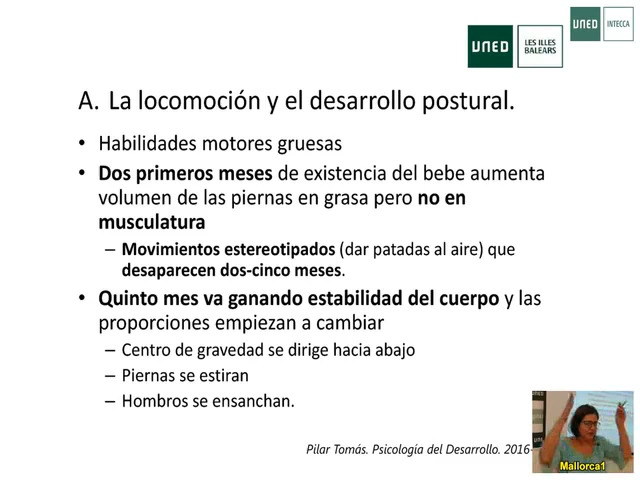 UNED
INTECCA
UNED
LES ILLES
BALEARS
A. La locomoción y el desarrollo postural.
• Habilidades motores gruesas
• Dos primeros meses de existencia del bebe aumenta
volumen de las piernas en grasa pero no en
musculatura
– Movimientos estereotipados (dar patadas al aire) que
desaparecen dos-cinco meses.
• Quinto mes va ganando estabilidad del cuerpo y las
proporciones empiezan a cambiar
– Centro de gravedad se dirige hacia abajo
– Piernas se estiran
– Hombros se ensanchan.
Pilar Tomás. Psicología del Desarrollo. 2016-
Mallorca1